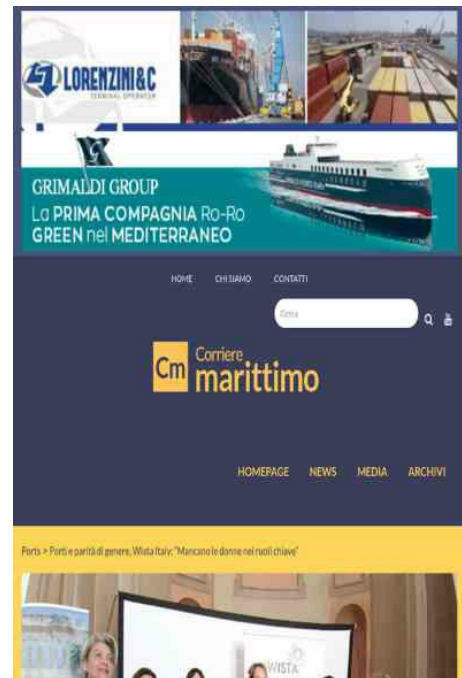 LORENZINI & C
TERMINAL OPERATOR
GRIMALDI GROUP
La PRIMA COMPAGNIA Ro-Ro
GREEN nel MEDITERRANEO
HOME CHI SIAMO CONTATTI
Cerca
Cm Corriere
marittimo
HOMEPAGE NEWS MEDIA ARCHIVI
Ports > Porti e parità di genere, Wista Italy: "Mancano le donne nei ruoli chiave"
WISTA